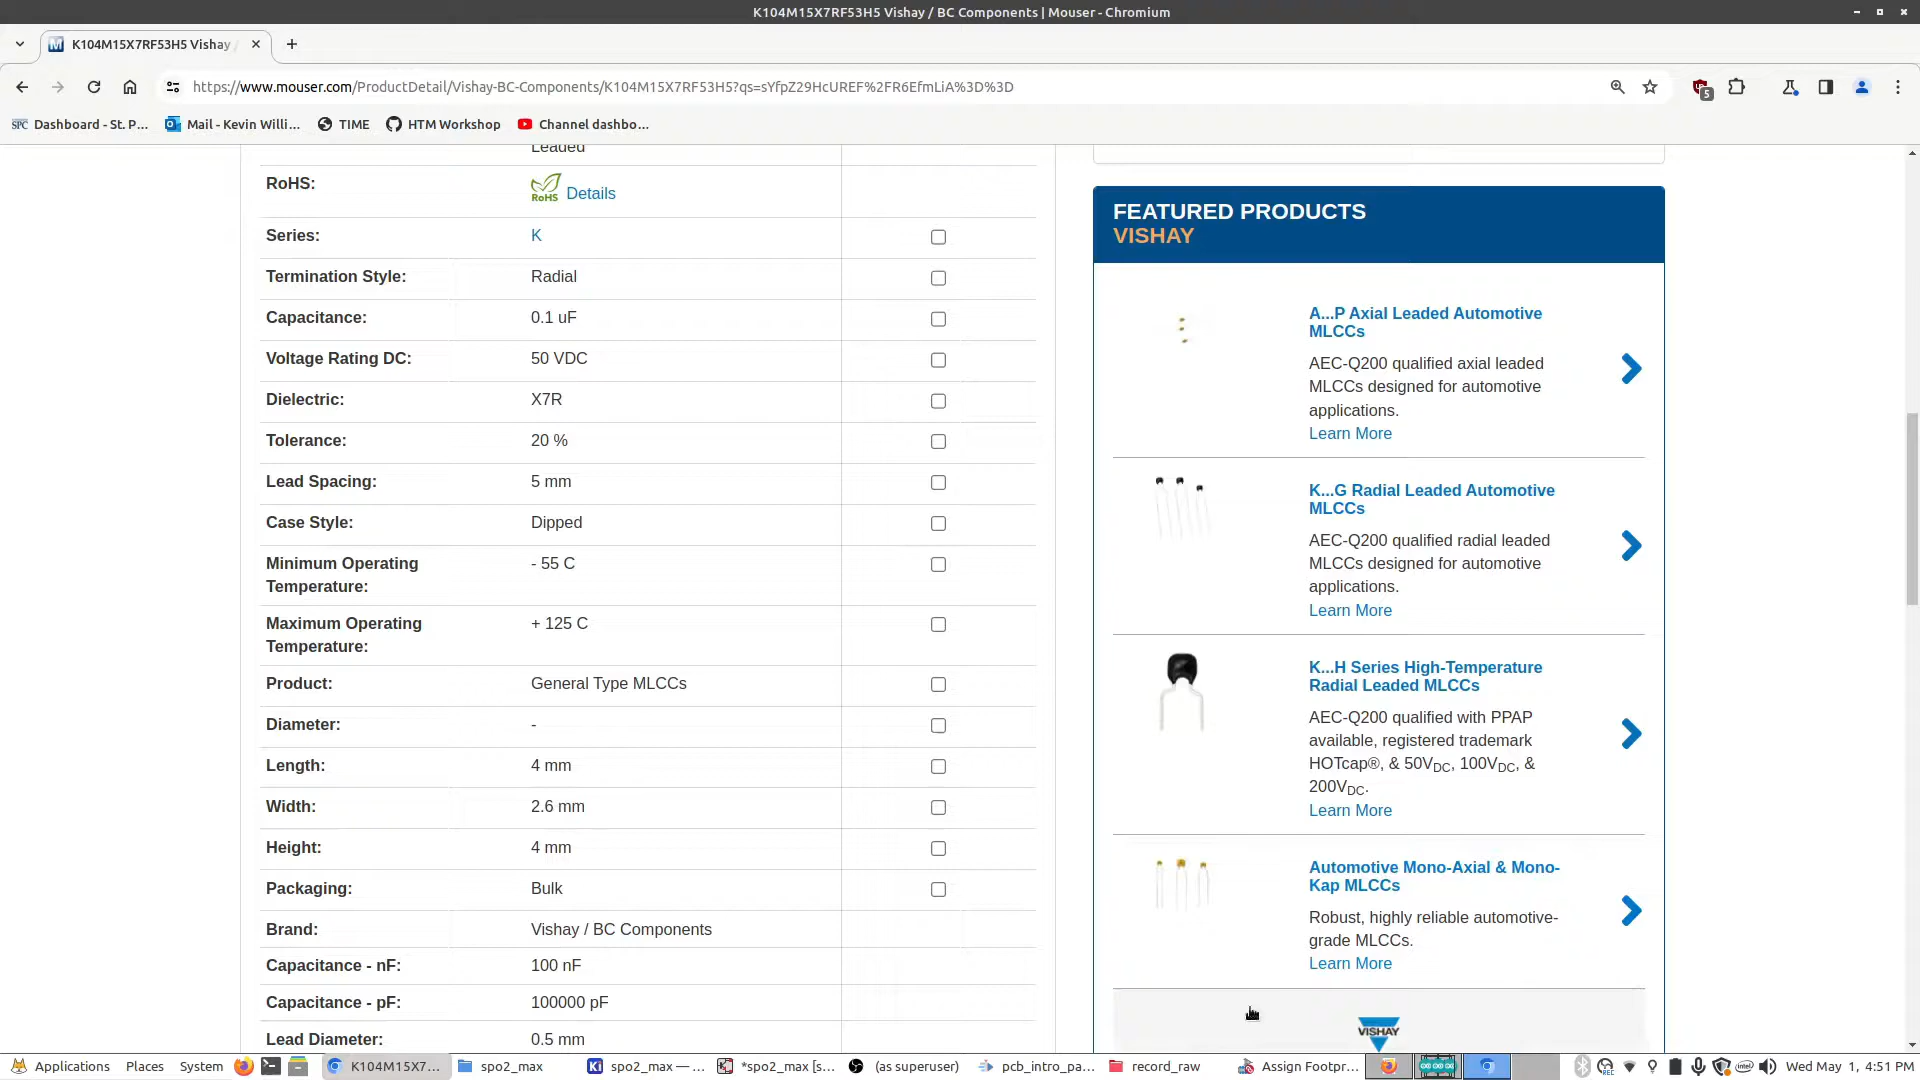 K104M15X7RF53H5 Vishay / BC Components | Mouser - Chromium
K104M15X7RF53H5 Vishay
https://www.mouser.com/ProductDetail/Vishay-BC-Components/K104M15X7RF53H5?qs=sYfpZ29HcUREF%2FR6EfmLiA%3D%3D
5
SPC Dashboard - St. P...
Mail - Kevin Willi...
TIME
HTM Workshop
Channel dashbo...
Leaded
RoHS: RoHS Details
Series: K
Termination Style: Radial
Capacitance: 0.1 uF
Voltage Rating DC: 50 VDC
Dielectric: X7R
Tolerance: 20 %
Lead Spacing: 5 mm
Case Style: Dipped
Minimum Operating - 55 C
Temperature:
Maximum Operating + 125 C
Temperature:
Product: General Type MLCCs
Diameter: -
Length: 4 mm
Width: 2.6 mm
Height: 4 mm
Packaging: Bulk
Brand: Vishay / BC Components
Capacitance - nF: 100 nF
Capacitance - pF: 100000 pF
Lead Diameter: 0.5 mm
FEATURED PRODUCTS
VISHAY
A...P Axial Leaded Automotive
MLCCs
AEC-Q200 qualified axial leaded
MLCCs designed for automotive
applications.
Learn More
K...G Radial Leaded Automotive
MLCCs
AEC-Q200 qualified radial leaded
MLCCs designed for automotive
applications.
Learn More
K...H Series High-Temperature
Radial Leaded MLCCs
AEC-Q200 qualified with PPAP
available, registered trademark
HOTcap®, & 50VDC, 100VDC, &
200VDC.
Learn More
Automotive Mono-Axial & Mono-
Kap MLCCs
Robust, highly reliable automotive-
grade MLCCs.
Learn More
VISHAY
Applications Places System K104M15X7... spo2_max spo2_max — ... *spo2_max [s... (as superuser) pcb_intro_pa... record_raw Assign Footpr... Wed May 1, 4:51 PM